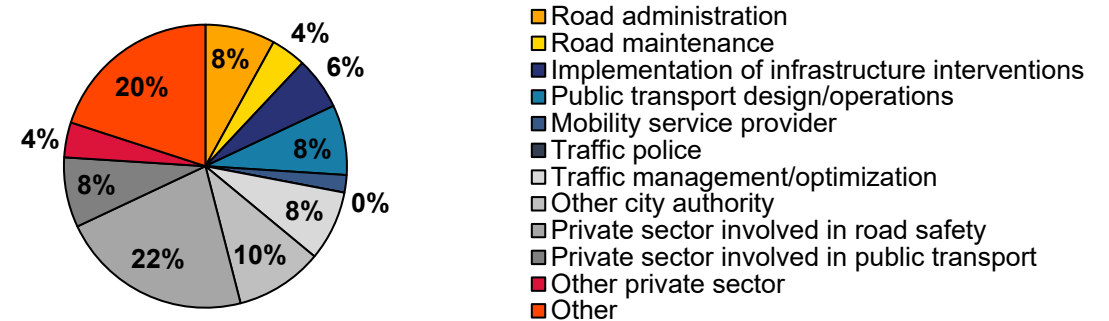 8%
4%
6%
8%
0%
8%
10%
22%
8%
4%
20%
Road administration
Road maintenance
Implementation of infrastructure interventions
Public transport design/operations
Mobility service provider
Traffic police
Traffic management/optimization
Other city authority
Private sector involved in road safety
Private sector involved in public transport
Other private sector
Other